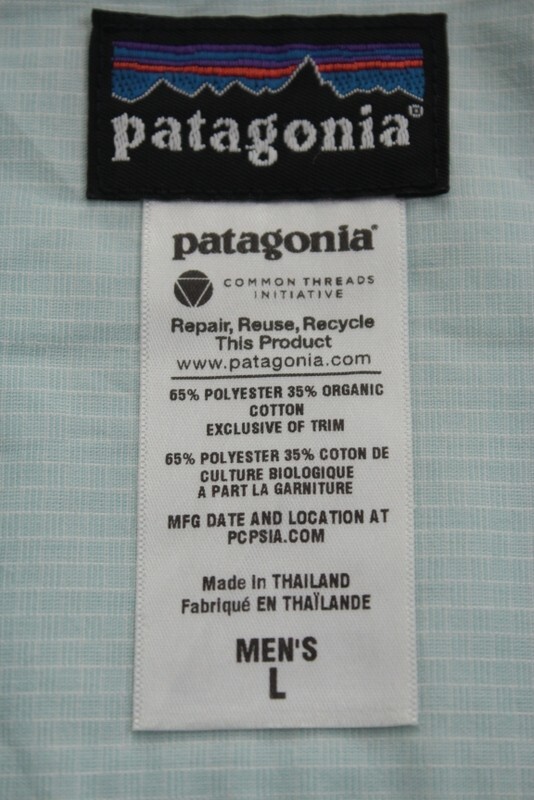 patagonia®
patagonia®
COMMON THREADS
INITIATIVE
Repair, Reuse, Recycle
This Product
www.patagonia.com
65% POLYESTER 35% ORGANIC
COTTON
EXCLUSIVE OF TRIM
65% POLYESTER 35% COTON DE
CULTURE BIOLOGIQUE
A PART LA GARNITURE
MFG DATE AND LOCATION AT
PCPSIA.COM
Made in THAILAND
Fabriqué EN THAÏLANDE
MEN'S
L